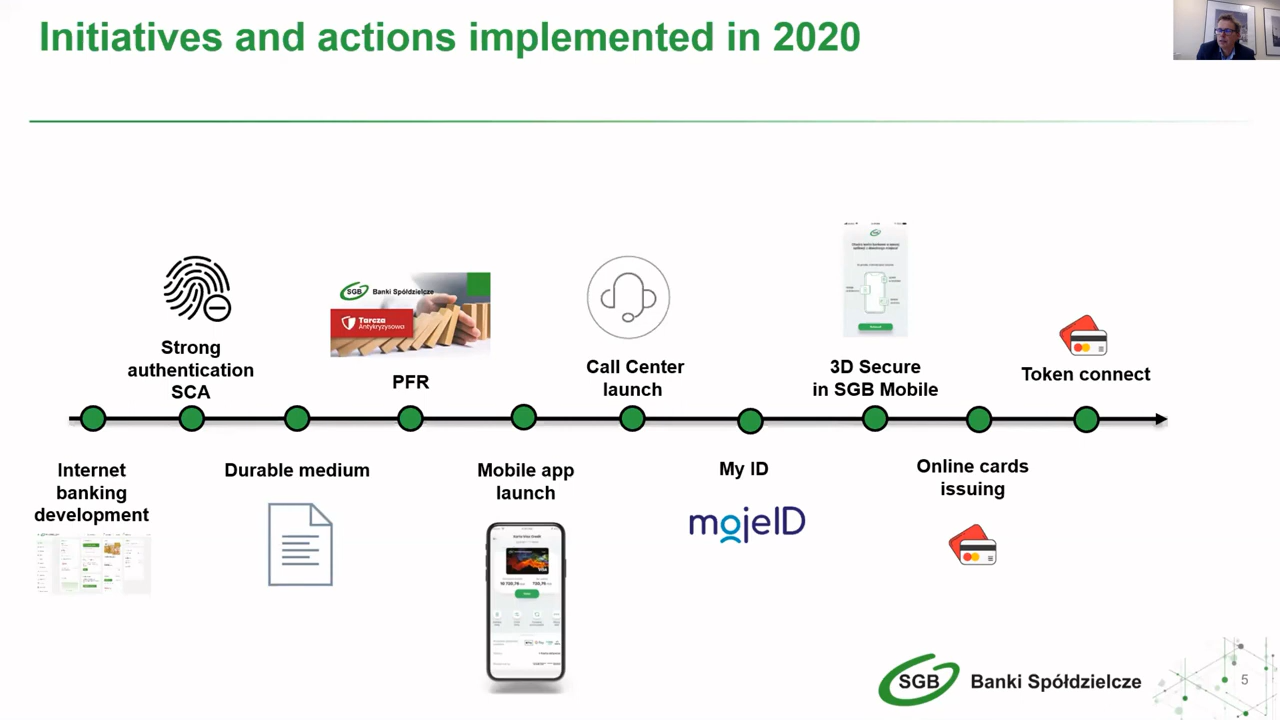 Initiatives and actions implemented in 2020
Strong
authentication
SCA
SGB Banki Spółdzielcze
Tarcza
Antykryzysowa
PFR
Call Center
launch
3D Secure
in SGB Mobile
Token connect
Internet
banking
development
Durable medium
Mobile app
launch
My ID
mojeID
Online cards
issuing
VISA
SGB Banki Spółdzielcze
5